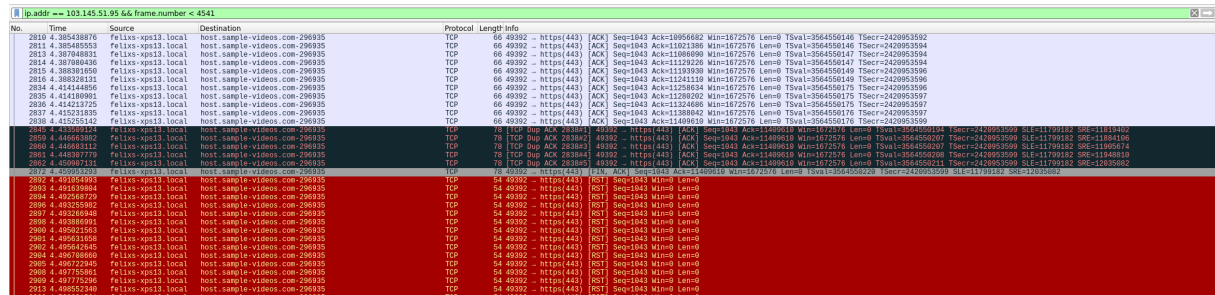 ip.addr == 103.145.51.95 && frame.number < 4541
No. Time Source Destination Protocol Length Info
2810 4.385438876 felixs-xps13.local host.sample-videos.com-296935 TCP 66 49392 → https(443) [ACK] Seq=1043 Ack=10956682 Win=1672576 Len=0 TSval=3564550146 TSecr=2420953592
2811 4.385485553 felixs-xps13.local host.sample-videos.com-296935 TCP 66 49392 → https(443) [ACK] Seq=1043 Ack=11021386 Win=1672576 Len=0 TSval=3564550146 TSecr=2420953594
2813 4.387048831 felixs-xps13.local host.sample-videos.com-296935 TCP 66 49392 → https(443) [ACK] Seq=1043 Ack=11086090 Win=1672576 Len=0 TSval=3564550147 TSecr=2420953594
2814 4.387080436 felixs-xps13.local host.sample-videos.com-296935 TCP 66 49392 → https(443) [ACK] Seq=1043 Ack=11129226 Win=1672576 Len=0 TSval=3564550147 TSecr=2420953594
2815 4.388301650 felixs-xps13.local host.sample-videos.com-296935 TCP 66 49392 → https(443) [ACK] Seq=1043 Ack=11193930 Win=1672576 Len=0 TSval=3564550149 TSecr=2420953596
2816 4.388328131 felixs-xps13.local host.sample-videos.com-296935 TCP 66 49392 → https(443) [ACK] Seq=1043 Ack=11241110 Win=1672576 Len=0 TSval=3564550149 TSecr=2420953596
2834 4.414144856 felixs-xps13.local host.sample-videos.com-296935 TCP 66 49392 → https(443) [ACK] Seq=1043 Ack=11258634 Win=1672576 Len=0 TSval=3564550175 TSecr=2420953596
2835 4.414180901 felixs-xps13.local host.sample-videos.com-296935 TCP 66 49392 → https(443) [ACK] Seq=1043 Ack=11280202 Win=1672576 Len=0 TSval=3564550175 TSecr=2420953597
2836 4.414213725 felixs-xps13.local host.sample-videos.com-296935 TCP 66 49392 → https(443) [ACK] Seq=1043 Ack=11324686 Win=1672576 Len=0 TSval=3564550175 TSecr=2420953597
2837 4.415231835 felixs-xps13.local host.sample-videos.com-296935 TCP 66 49392 → https(443) [ACK] Seq=1043 Ack=11388042 Win=1672576 Len=0 TSval=3564550176 TSecr=2420953597
2838 4.415255142 felixs-xps13.local host.sample-videos.com-296935 TCP 66 49392 → https(443) [ACK] Seq=1043 Ack=11409610 Win=1672576 Len=0 TSval=3564550176 TSecr=2420953599
2845 4.433509124 felixs-xps13.local host.sample-videos.com-296935 TCP 78 [TCP Dup ACK 2838#1] 49392 → https(443) [ACK] Seq=1043 Ack=11409610 Win=1672576 Len=0 TSval=3564550194 TSecr=2420953599 SLE=11799182 SRE=11819402
2859 4.446663882 felixs-xps13.local host.sample-videos.com-296935 TCP 78 [TCP Dup ACK 2838#2] 49392 → https(443) [ACK] Seq=1043 Ack=11409610 Win=1672576 Len=0 TSval=3564550207 TSecr=2420953599 SLE=11799182 SRE=11884106
2860 4.446683112 felixs-xps13.local host.sample-videos.com-296935 TCP 78 [TCP Dup ACK 2838#3] 49392 → https(443) [ACK] Seq=1043 Ack=11409610 Win=1672576 Len=0 TSval=3564550207 TSecr=2420953599 SLE=11799182 SRE=11905674
2861 4.448307779 felixs-xps13.local host.sample-videos.com-296935 TCP 78 [TCP Dup ACK 2838#4] 49392 → https(443) [ACK] Seq=1043 Ack=11409610 Win=1672576 Len=0 TSval=3564550208 TSecr=2420953599 SLE=11799182 SRE=11948810
2862 4.450907131 felixs-xps13.local host.sample-videos.com-296935 TCP 78 [TCP Dup ACK 2838#5] 49392 → https(443) [ACK] Seq=1043 Ack=11409610 Win=1672576 Len=0 TSval=3564550211 TSecr=2420953599 SLE=11799182 SRE=12035082
2872 4.459953293 felixs-xps13.local host.sample-videos.com-296935 TCP 78 49392 → https(443) [FIN, ACK] Seq=1043 Ack=11409610 Win=1672576 Len=0 TSval=3564550220 TSecr=2420953599 SLE=11799182 SRE=12035082
2892 4.491054993 felixs-xps13.local host.sample-videos.com-296935 TCP 54 49392 → https(443) [RST] Seq=1043 Win=0 Len=0
2893 4.491639804 felixs-xps13.local host.sample-videos.com-296935 TCP 54 49392 → https(443) [RST] Seq=1043 Win=0 Len=0
2894 4.492568729 felixs-xps13.local host.sample-videos.com-296935 TCP 54 49392 → https(443) [RST] Seq=1043 Win=0 Len=0
2896 4.493255982 felixs-xps13.local host.sample-videos.com-296935 TCP 54 49392 → https(443) [RST] Seq=1043 Win=0 Len=0
2897 4.493266948 felixs-xps13.local host.sample-videos.com-296935 TCP 54 49392 → https(443) [RST] Seq=1043 Win=0 Len=0
2898 4.493886991 felixs-xps13.local host.sample-videos.com-296935 TCP 54 49392 → https(443) [RST] Seq=1043 Win=0 Len=0
2900 4.495021563 felixs-xps13.local host.sample-videos.com-296935 TCP 54 49392 → https(443) [RST] Seq=1043 Win=0 Len=0
2901 4.495631658 felixs-xps13.local host.sample-videos.com-296935 TCP 54 49392 → https(443) [RST] Seq=1043 Win=0 Len=0
2902 4.495642645 felixs-xps13.local host.sample-videos.com-296935 TCP 54 49392 → https(443) [RST] Seq=1043 Win=0 Len=0
2904 4.496708660 felixs-xps13.local host.sample-videos.com-296935 TCP 54 49392 → https(443) [RST] Seq=1043 Win=0 Len=0
2905 4.496722945 felixs-xps13.local host.sample-videos.com-296935 TCP 54 49392 → https(443) [RST] Seq=1043 Win=0 Len=0
2908 4.497755861 felixs-xps13.local host.sample-videos.com-296935 TCP 54 49392 → https(443) [RST] Seq=1043 Win=0 Len=0
2909 4.497775296 felixs-xps13.local host.sample-videos.com-296935 TCP 54 49392 → https(443) [RST] Seq=1043 Win=0 Len=0
2913 4.498552340 felixs-xps13.local host.sample-videos.com-296935 TCP 54 49392 → https(443) [RST] Seq=1043 Win=0 Len=0